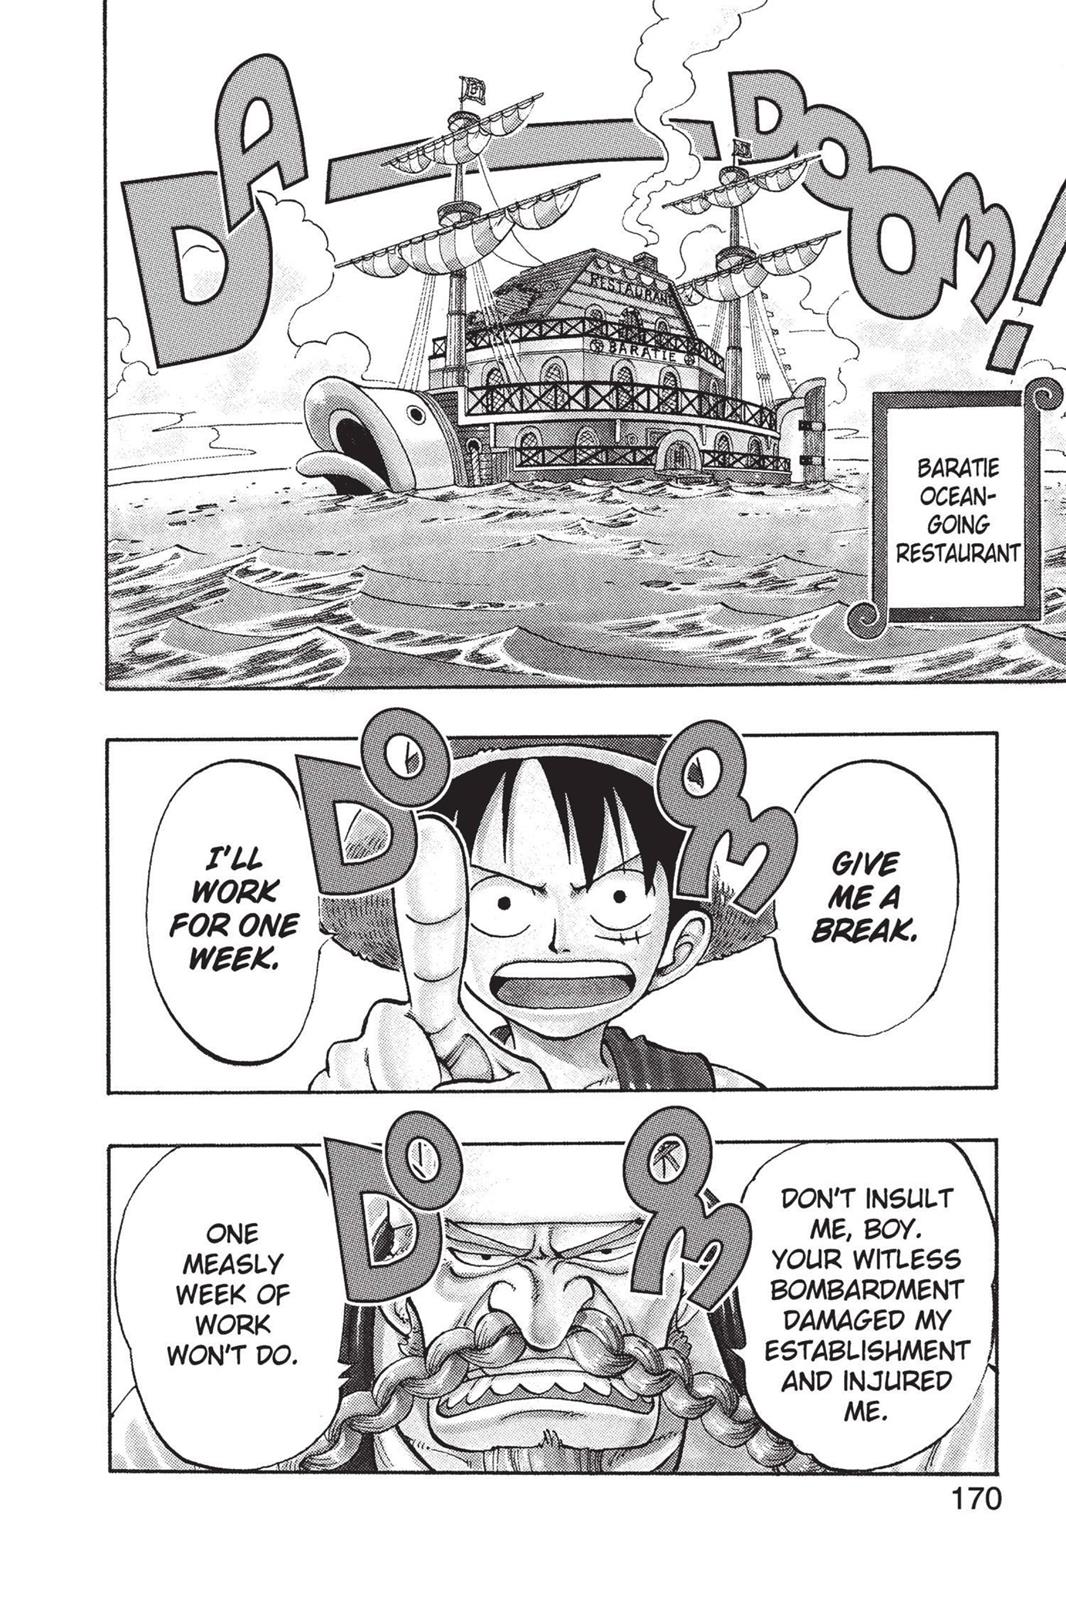 DA—DOOM!
RESTAURANT
BARATIE
BARATIE
OCEAN-
GOING
RESTAURANT
DOOM
GIVE
ME A
BREAK.
I'LL
WORK
FOR ONE
WEEK.
DOOM
DON'T INSULT
ME, BOY.
YOUR WITLESS
BOMBARDMENT
DAMAGED MY
ESTABLISHMENT
AND INJURED
ME.
ONE
MEASLY
WEEK OF
WORK
WON'T DO.
170